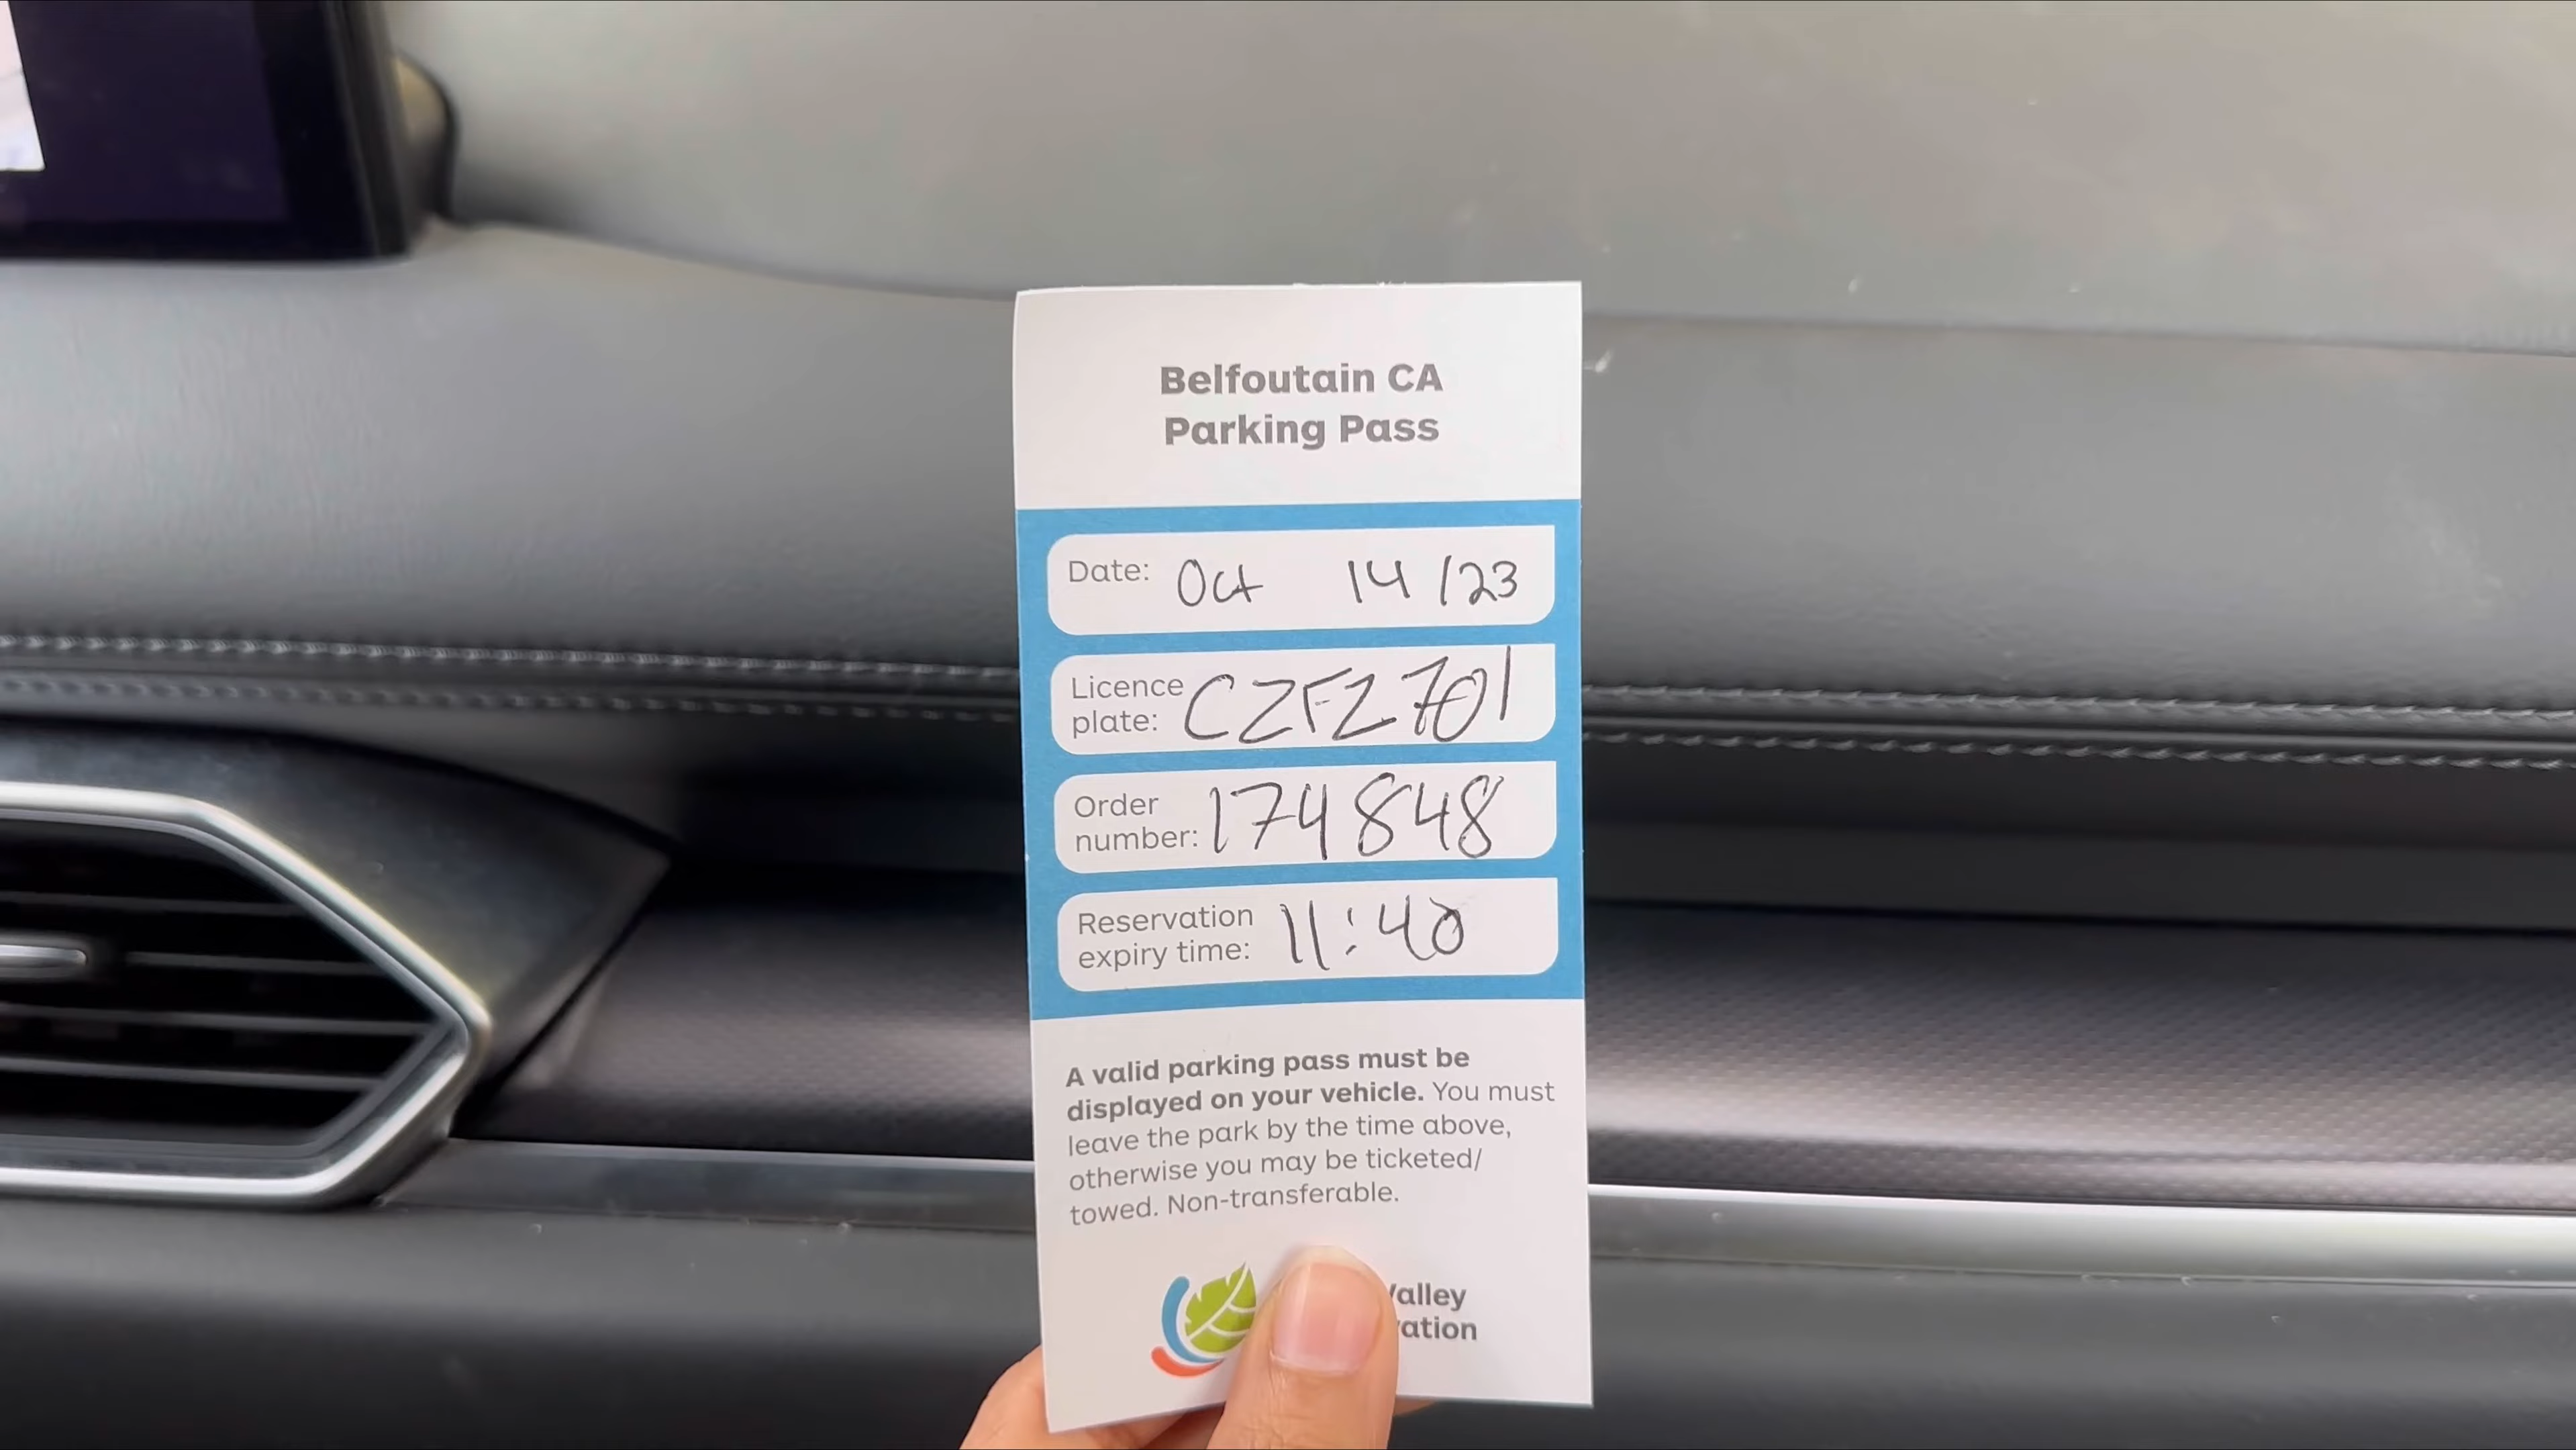 Belfoutain CA
Parking Pass
Date: Oct 14/23
Licence
plate: CZFZ701
Order
number: 174848
Reservation
expiry time: 11:40
A valid parking pass must be
displayed on your vehicle. You must
leave the park by the time above,
otherwise you may be ticketed/
towed. Non-transferable.
Valley